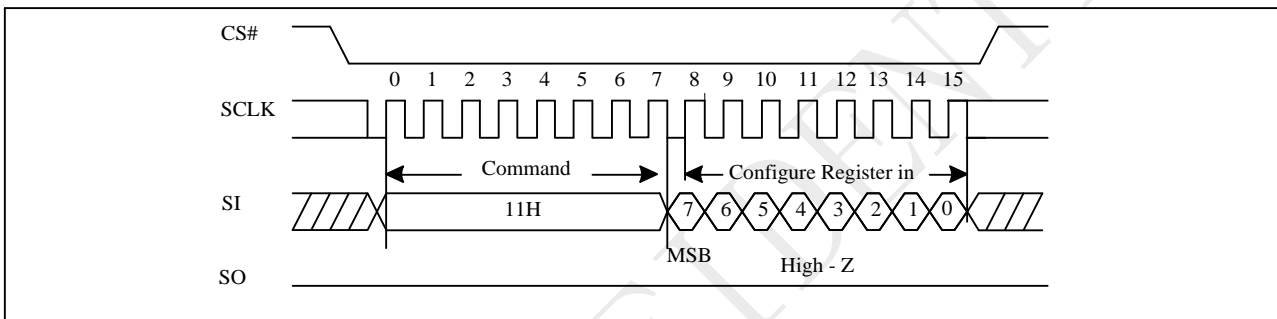 CS#
0 1 2 3 4 5 6 7 8 9 10 11 12 13 14 15
SCLK
Command Configure Register in
SI 11H 7 6 5 4 3 2 1 0
MSB High - Z
SO